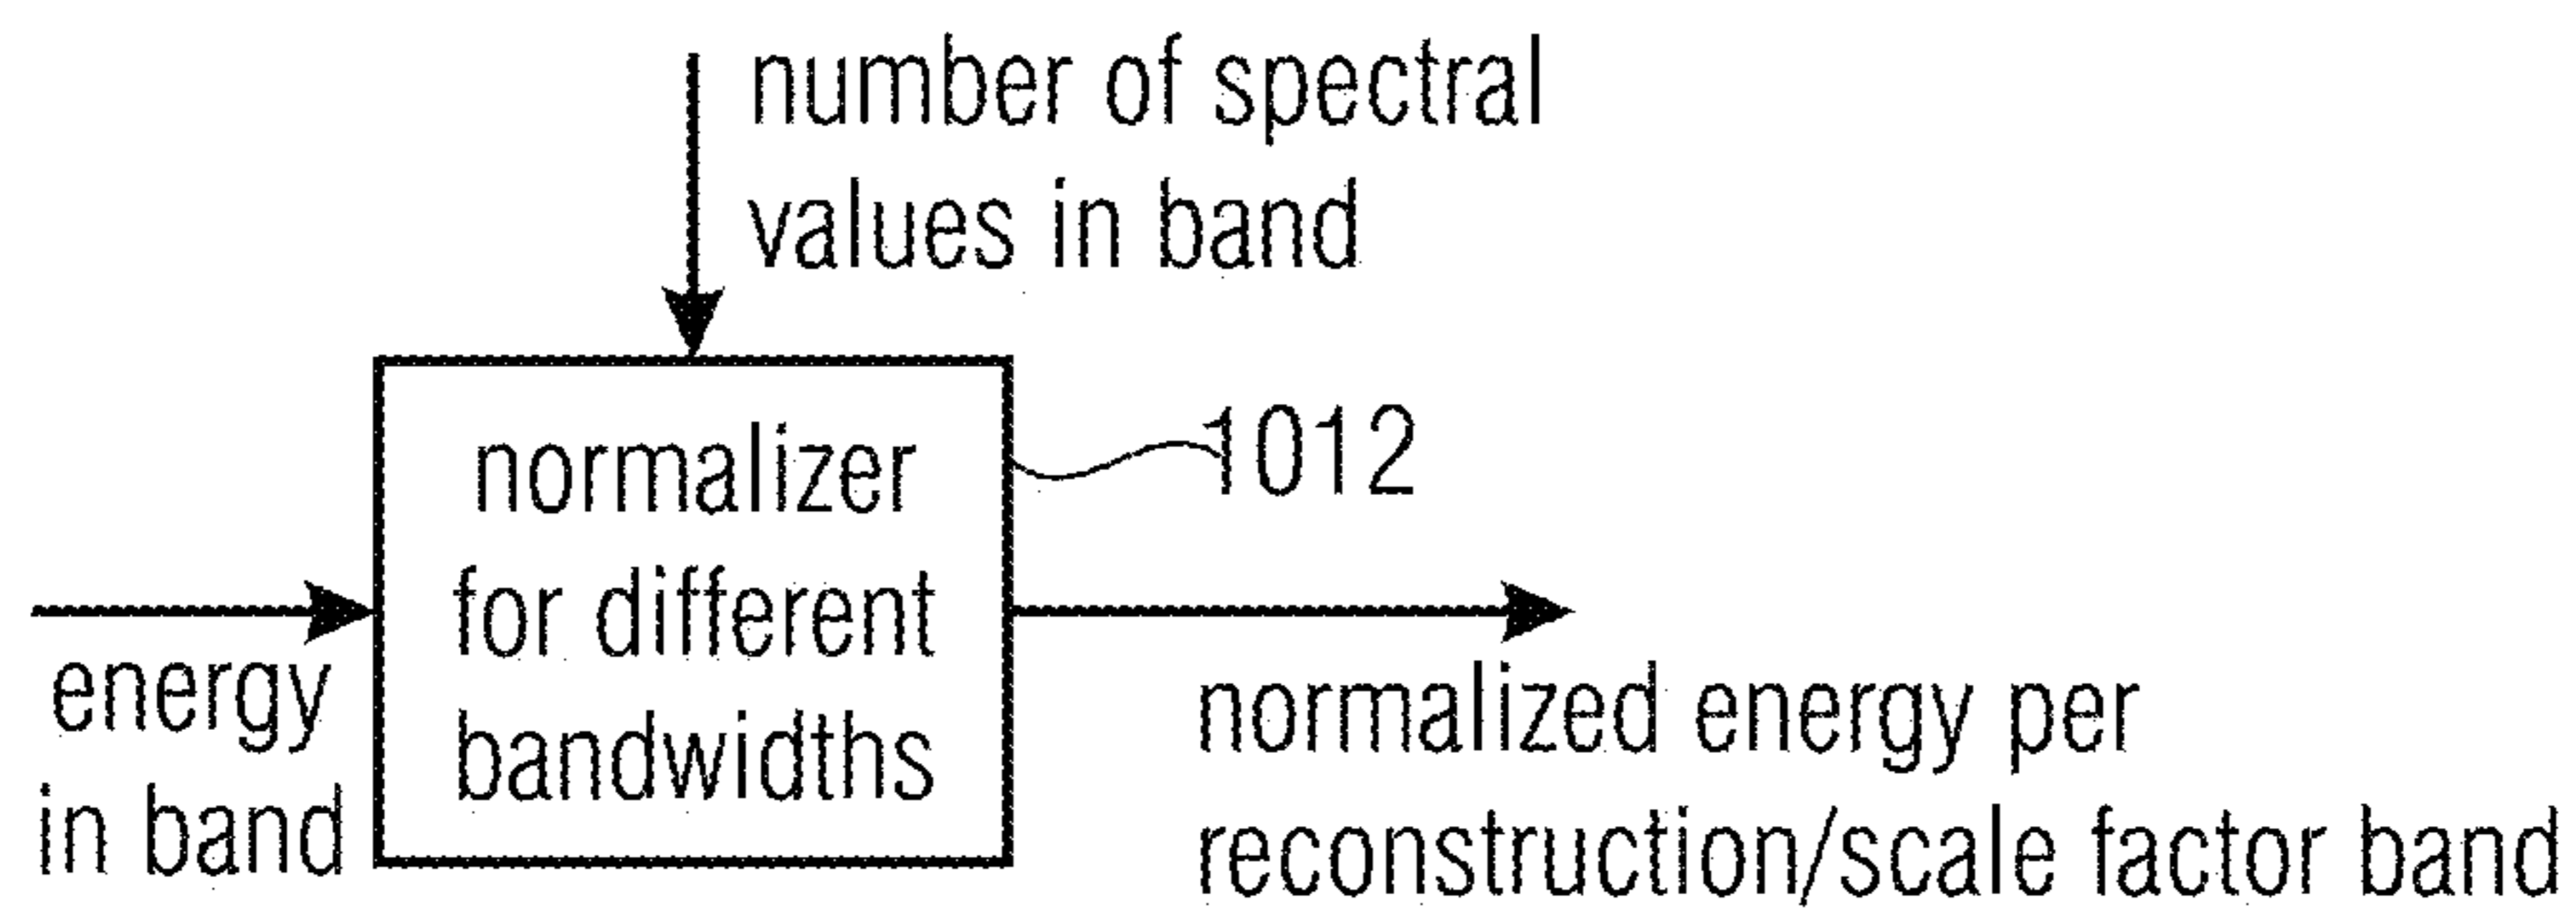 number of spectral
values in band
normalizer
for different
bandwidths
1012
energy
in band
normalized energy per
reconstruction/scale factor band